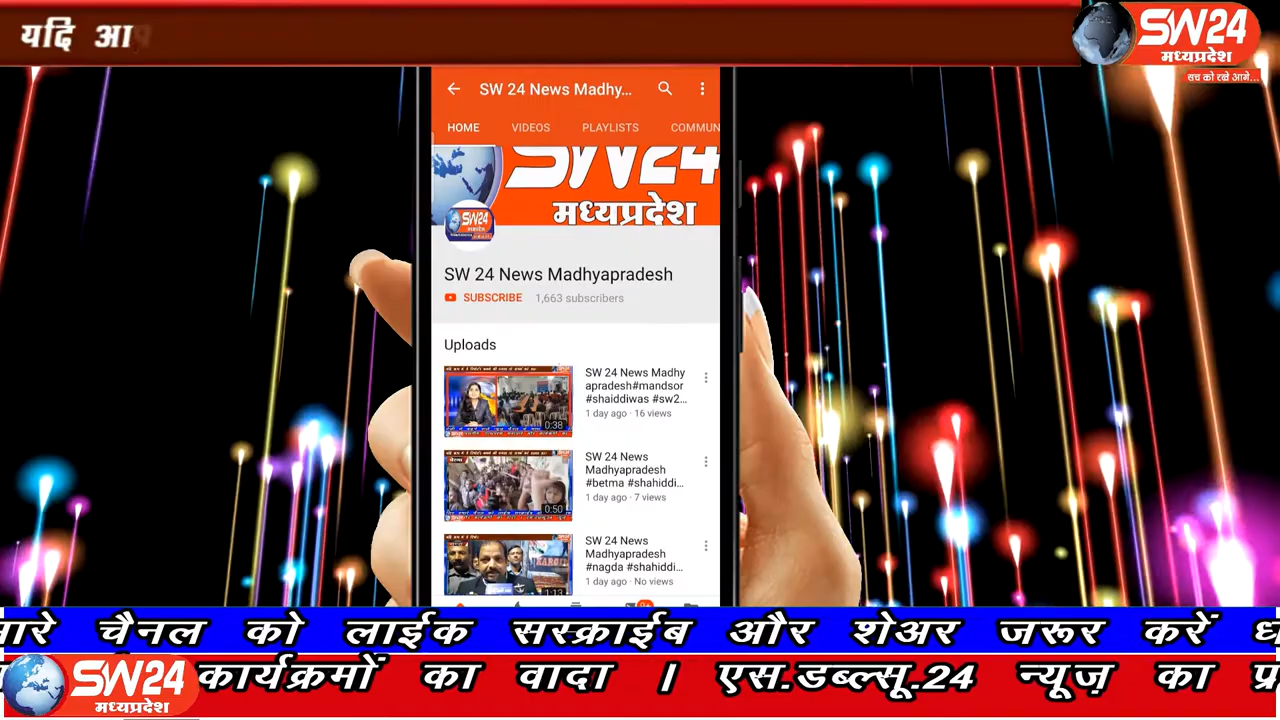 यदि आ
SW24
मध्यप्रदेश
सच को रखे आगे...
SW 24 News Madhy...
HOME VIDEOS PLAYLISTS COMMUN
SW24
मध्यप्रदेश
SW24
SW 24 News Madhyapradesh
SUBSCRIBE 1,663 subscribers
Uploads
SW 24 News Madhy
apradesh#mandsor
#shaiddiwas #sw2...
1 day ago · 16 views
0:38
SW 24 News
Madhyapradesh
#betma #shahiddi...
1 day ago · 7 views
0:50
SW 24 News
Madhyapradesh
#nagda #shahiddi...
1 day ago · No views
1:13
मारे चैनल को लाईक सस्क्राईब और शेअर जरूर करें ध
कार्यक्रमों का वादा । एस.डब्ल्सू.24 न्यूज़ का प्र
SW24
मध्यप्रदेश